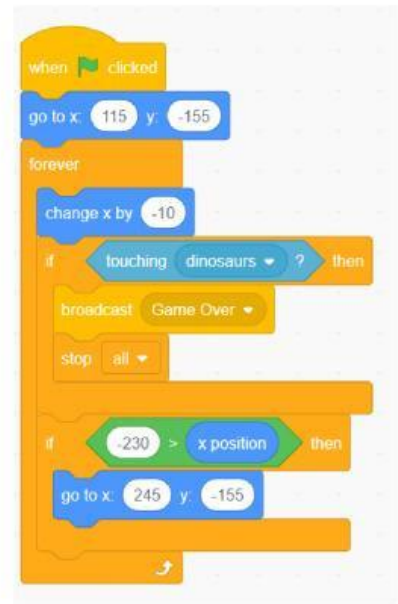 when clicked
go to x: 115 y: -155
forever
change x by -10
if touching dinosaurs ? then
broadcast Game Over
stop all
if -230 > x position then
go to x: 245 y: -155